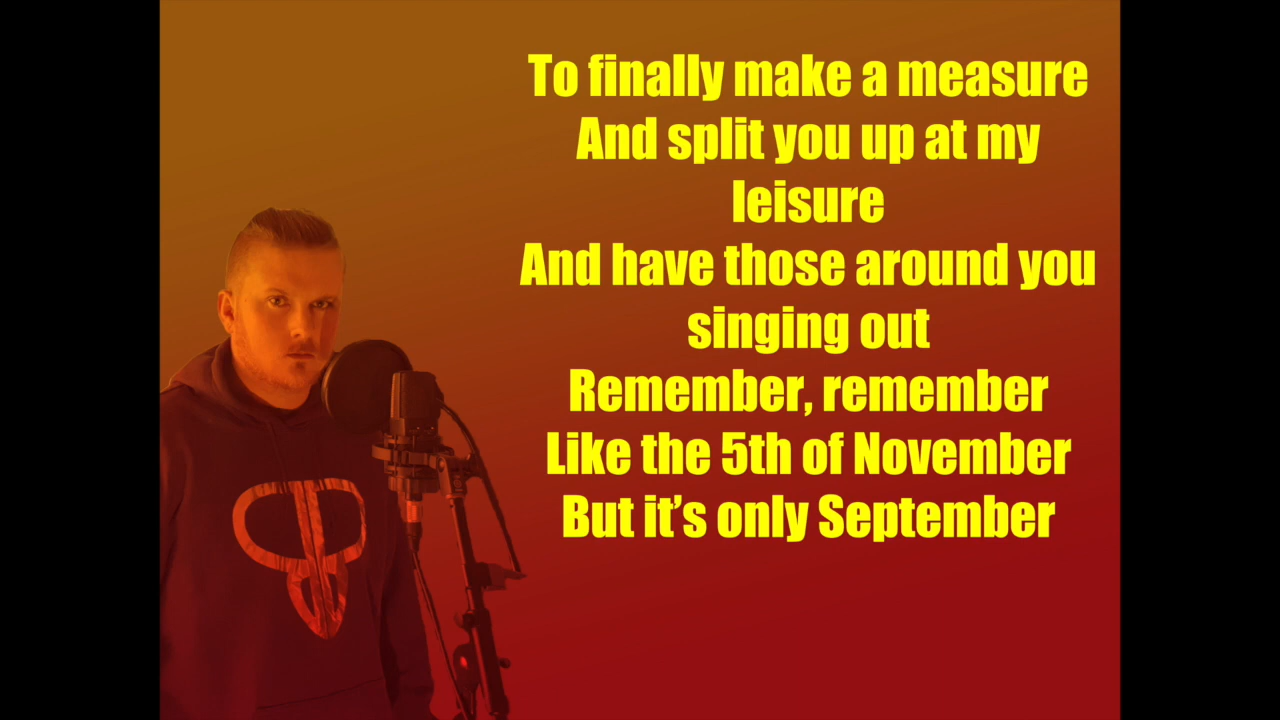 To finally make a measure
And split you up at my
leisure
And have those around you
singing out
Remember, remember
Like the 5th of November
But it’s only September